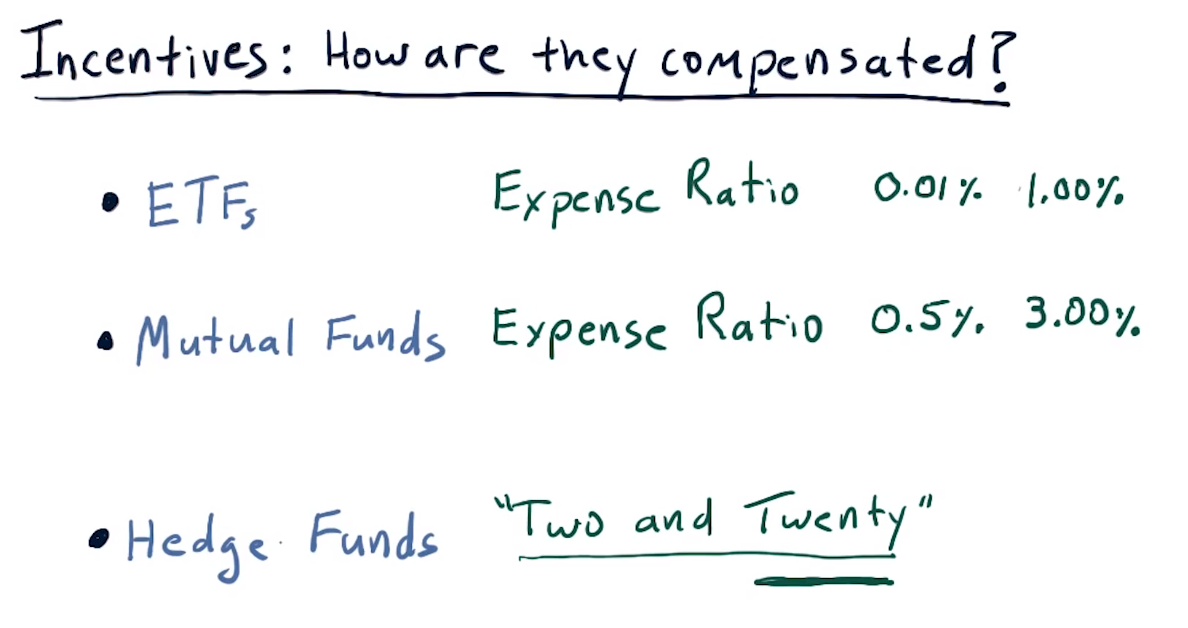 Incentives: How are they compensated?
• ETFs Expense Ratio 0.01% 1.00%
• Mutual Funds Expense Ratio 0.5% 3.00%
• Hedge Funds "Two and Twenty"